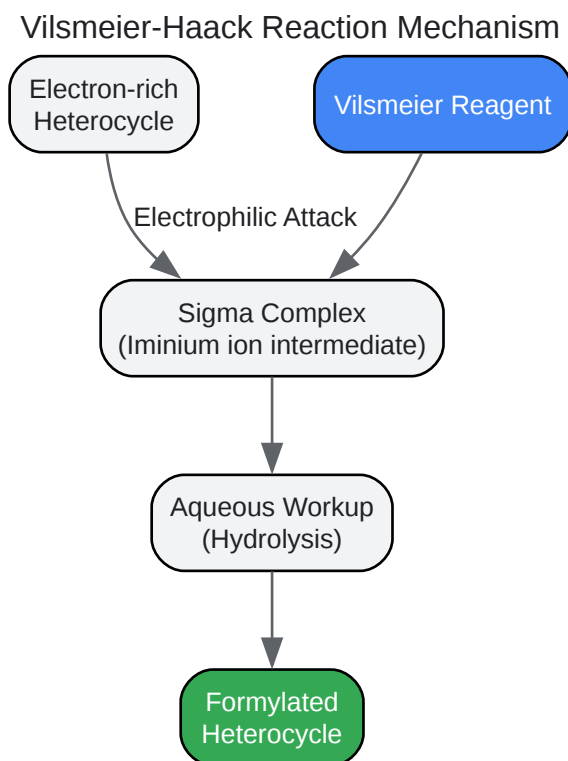 Vilsmeier-Haack Reaction Mechanism
Electron-rich
Heterocycle
Vilsmeier Reagent
Electrophilic Attack
Sigma Complex
(Iminium ion intermediate)
Aqueous Workup
(Hydrolysis)
Formylated
Heterocycle